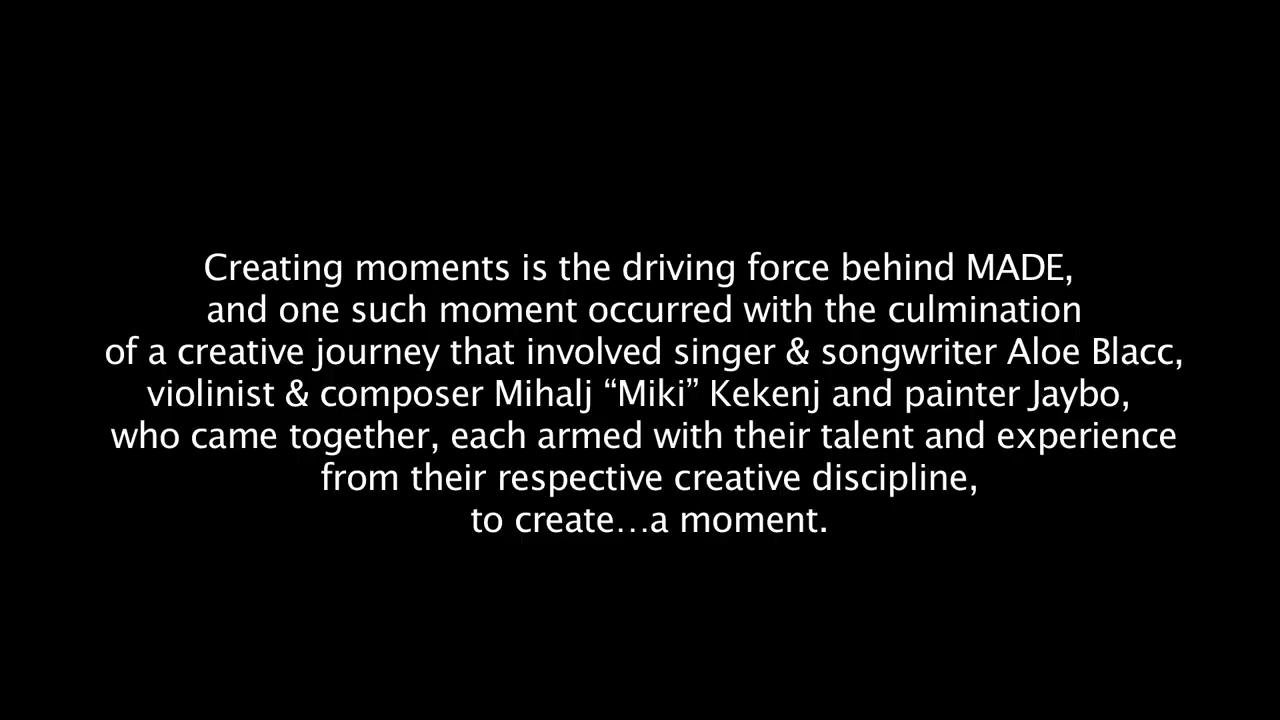 Creating moments is the driving force behind MADE,
and one such moment occurred with the culmination
of a creative journey that involved singer & songwriter Aloe Blacc,
violinist & composer Mihalj “Miki” Kekenj and painter Jaybo,
who came together, each armed with their talent and experience
from their respective creative discipline,
to create…a moment.